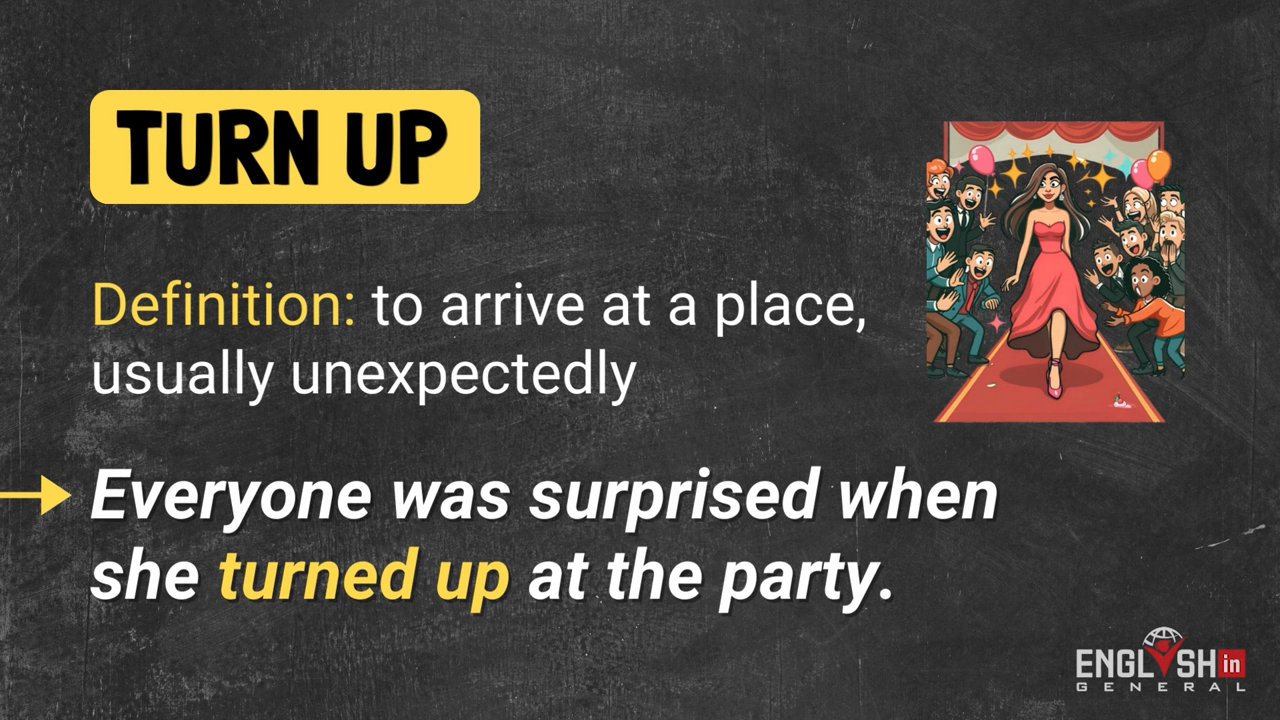 TURN UP
Definition: to arrive at a place,
usually unexpectedly
Everyone was surprised when
she turned up at the party.
ENGLISH in
GENERAL